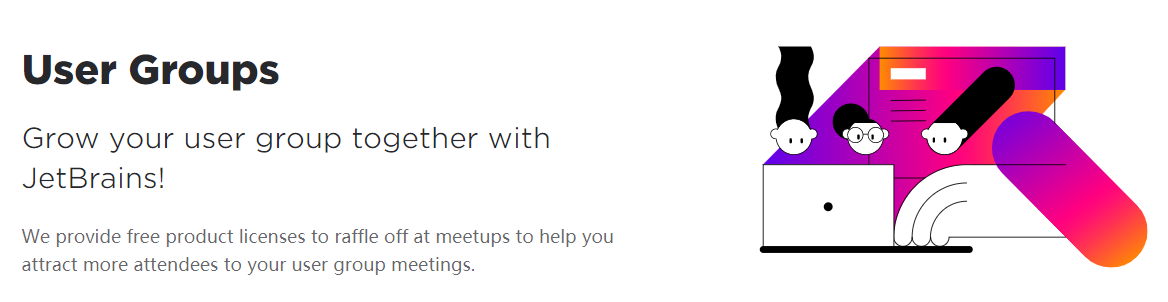 User Groups
Grow your user group together with
JetBrains!
We provide free product licenses to raffle off at meetups to help you
attract more attendees to your user group meetings.